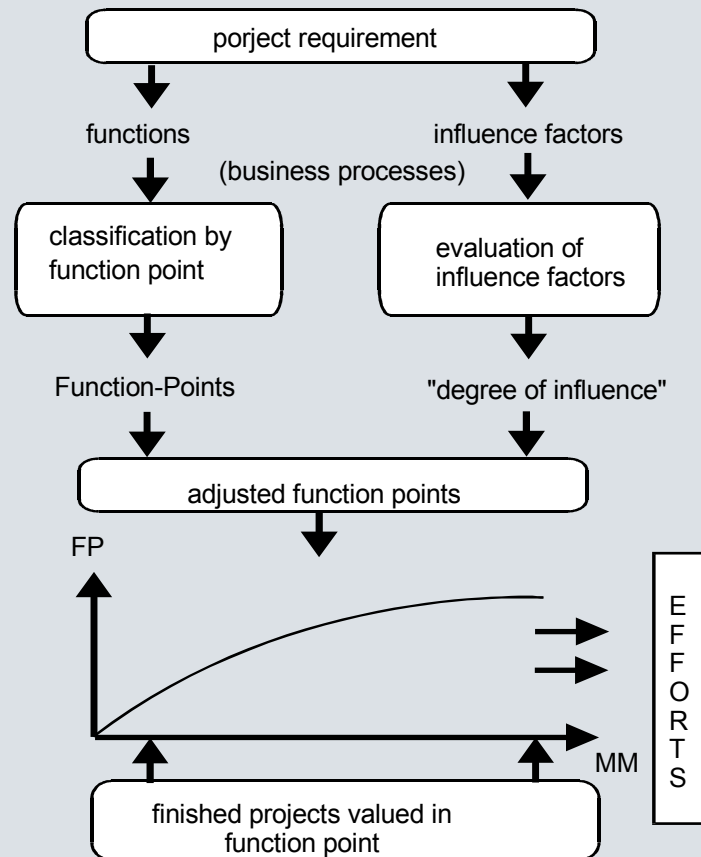 porject requirement
functions
influence factors
(business processes)
classification by
function point
evaluation of
influence factors
Function-Points
"degree of influence"
adjusted function points
FP
E
F
F
O
R
T
S
MM
finished projects valued in
function point